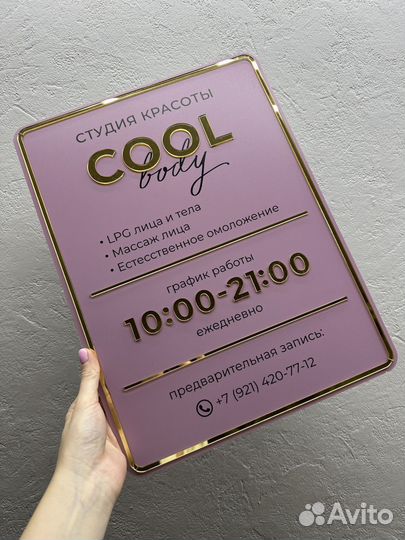 СТУДИЯ КРАСОТЫ
COOL
body
• LPG лица и тела
• Массаж лица
• Естесственное омоложение
график работы
10:00-21:00
ежедневно
предварительная запись:
+7 (921) 420-77-12
Avito